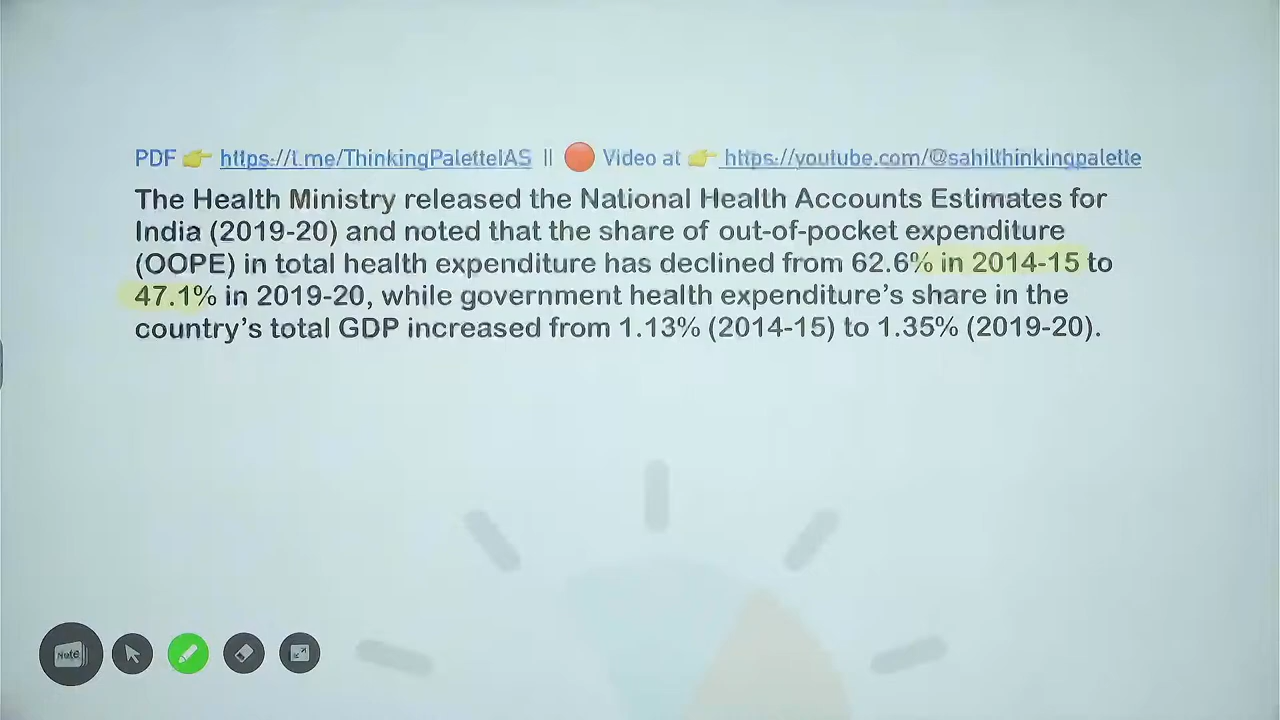 PDF 👉 https://t.me/ThinkingPaletteIAS || 🔴 Video at 👉 https://youtube.com/@sahilthinkingpalette
The Health Ministry released the National Health Accounts Estimates for
India (2019-20) and noted that the share of out-of-pocket expenditure
(OOPE) in total health expenditure has declined from 62.6% in 2014-15 to
47.1% in 2019-20, while government health expenditure’s share in the
country’s total GDP increased from 1.13% (2014-15) to 1.35% (2019-20).
Note